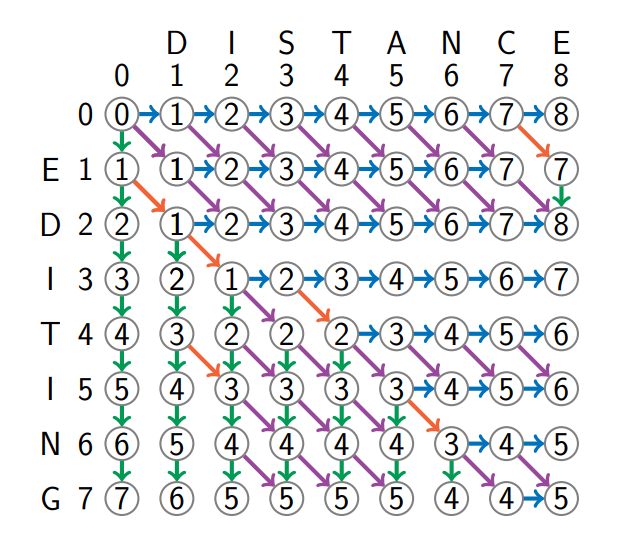 D I S T A N C E
0 1 2 3 4 5 6 7 8
0 0 1 2 3 4 5 6 7 8
E 1 1 1 2 3 4 5 6 7 7
D 2 2 1 2 3 4 5 6 7 8
I 3 3 2 1 2 3 4 5 6 7
T 4 4 3 2 2 2 3 4 5 6
I 5 5 4 3 3 3 3 4 5 6
N 6 6 5 4 4 4 4 3 4 5
G 7 7 6 5 5 5 5 4 4 5